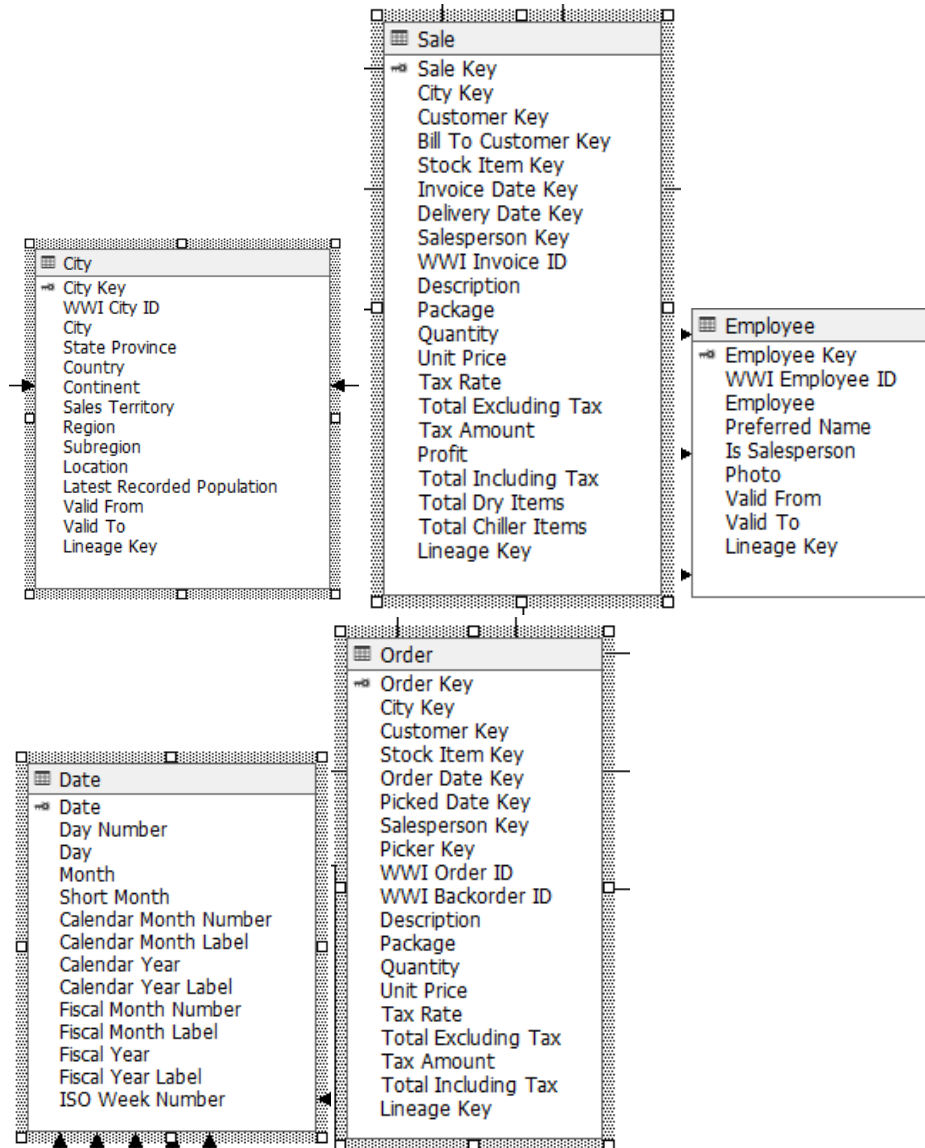 Sale
Sale Key
City Key
Customer Key
Bill To Customer Key
Stock Item Key
Invoice Date Key
Delivery Date Key
Salesperson Key
WWI Invoice ID
Description
Package
Quantity
Unit Price
Tax Rate
Total Excluding Tax
Tax Amount
Profit
Total Including Tax
Total Dry Items
Total Chiller Items
Lineage Key
City
City Key
WWI City ID
City
State Province
Country
Continent
Sales Territory
Region
Subregion
Location
Latest Recorded Population
Valid From
Valid To
Lineage Key
Employee
Employee Key
WWI Employee ID
Employee
Preferred Name
Is Salesperson
Photo
Valid From
Valid To
Lineage Key
Order
Order Key
City Key
Customer Key
Stock Item Key
Order Date Key
Picked Date Key
Salesperson Key
Picker Key
WWI Order ID
WWI Backorder ID
Description
Package
Quantity
Unit Price
Tax Rate
Total Excluding Tax
Tax Amount
Total Including Tax
Lineage Key
Date
Date
Day Number
Day
Month
Short Month
Calendar Month Number
Calendar Month Label
Calendar Year
Calendar Year Label
Fiscal Month Number
Fiscal Month Label
Fiscal Year
Fiscal Year Label
ISO Week Number